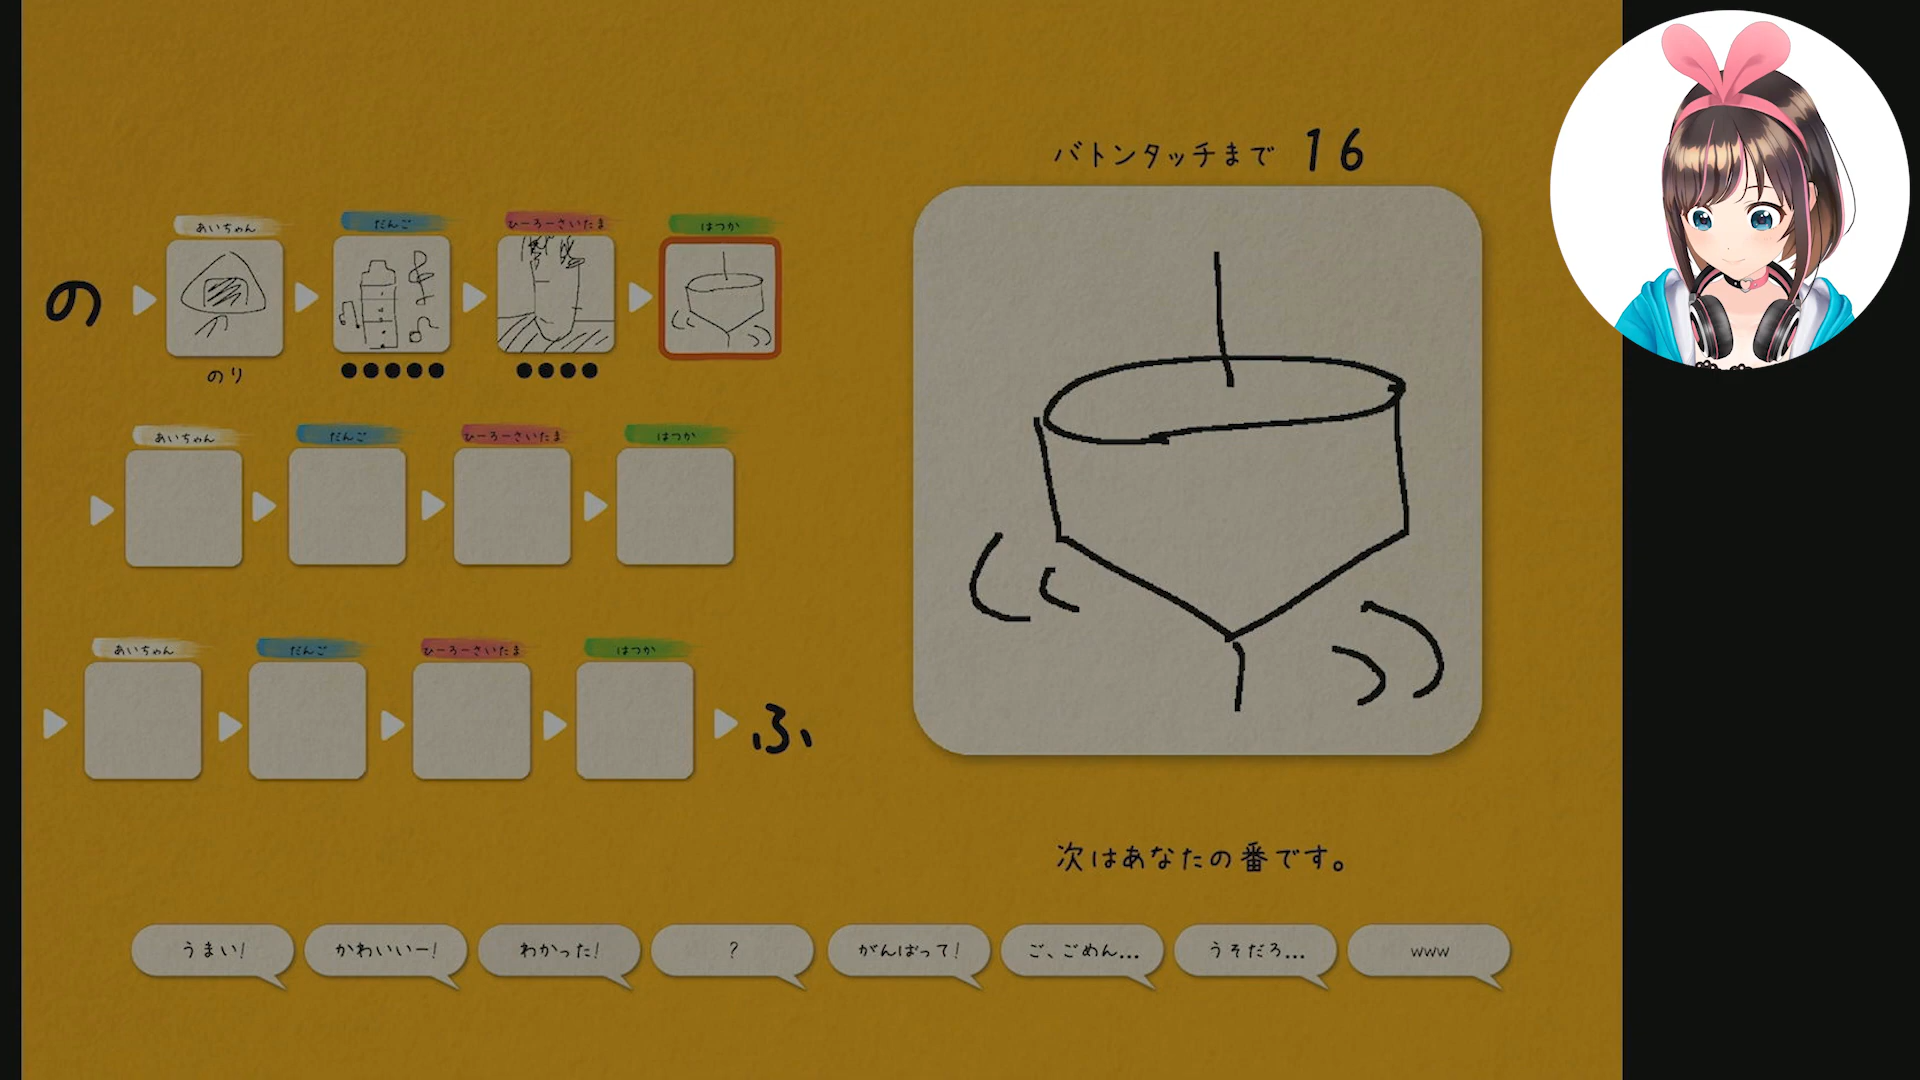 バトンタッチまで 16
の
あいちゃん
だんご
ひーろーさいたま
はつか
のり
●●●●●
●●●●
あいちゃん
だんご
ひーろーさいたま
はつか
あいちゃん
だんご
ひーろーさいたま
はつか
ふ
次はあなたの番です。
うまい!
かわいいー!
わかった!
?
がんばって!
ご、ごめん...
うそだろ...
www